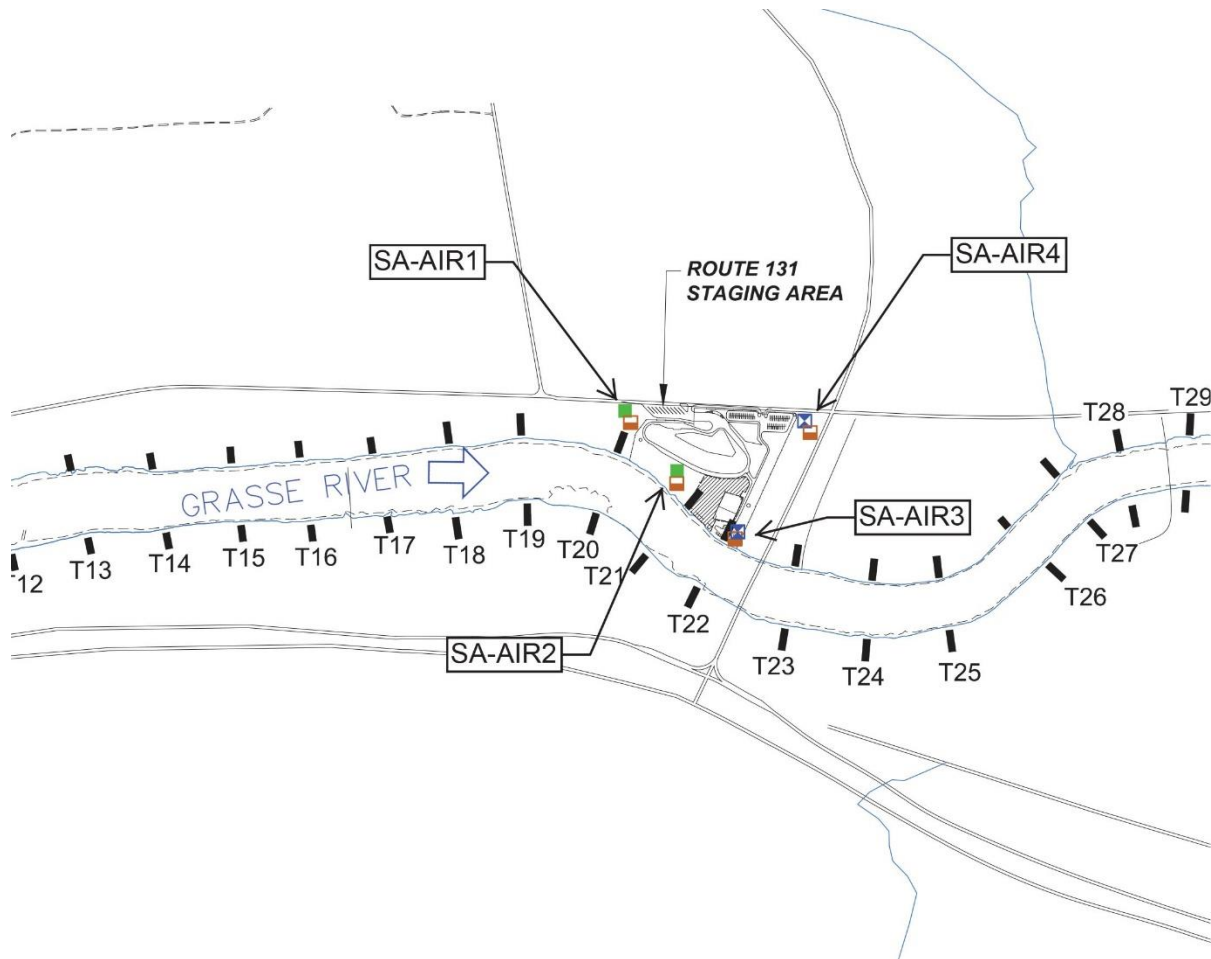 SA-AIR1
SA-AIR4
ROUTE 131
STAGING AREA
T29
T28
GRASSE RIVER
SA-AIR3
T12
T13
T14
T15
T16
T17
T18
T19
T20
T21
T22
T23
T24
T25
T26
T27
SA-AIR2